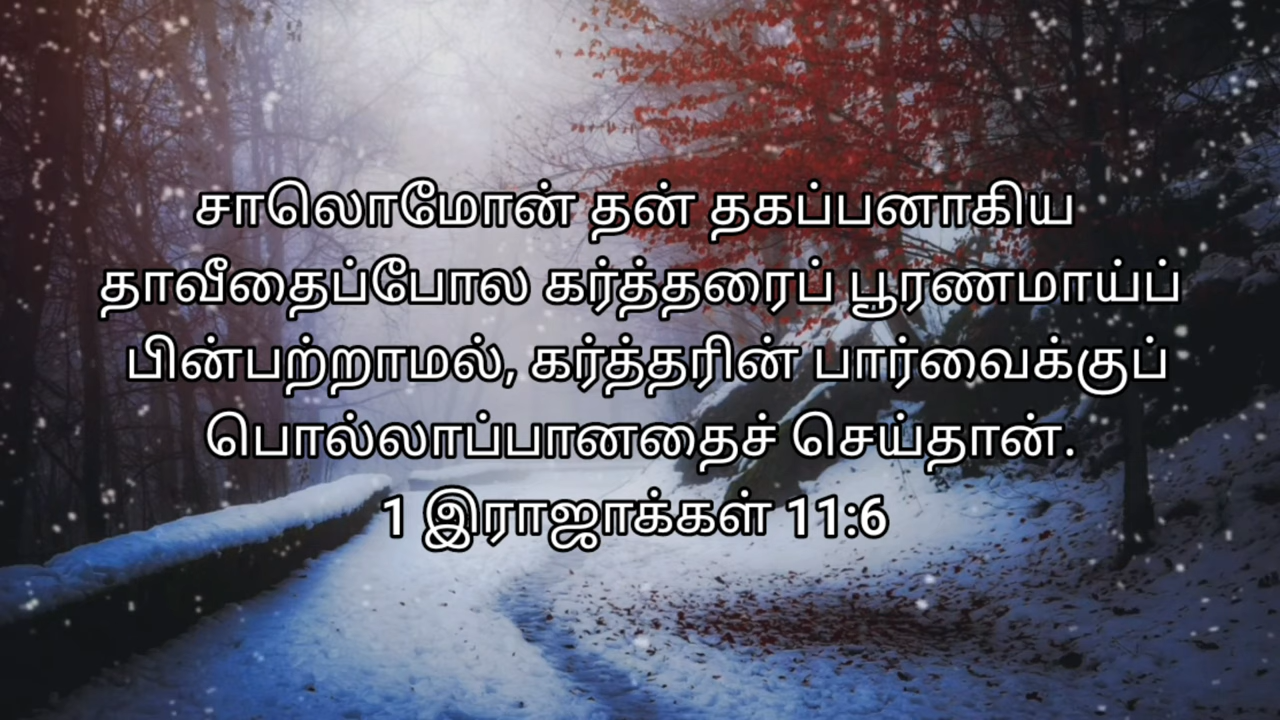 சாலொமோன் தன் தகப்பனாகிய
தாவீதைப்போல கர்த்தரைப் பூரணமாய்ப்
பின்பற்றாமல், கர்த்தரின் பார்வைக்குப்
பொல்லாப்பானதைச் செய்தான்.
1 இராஜாக்கள் 11:6